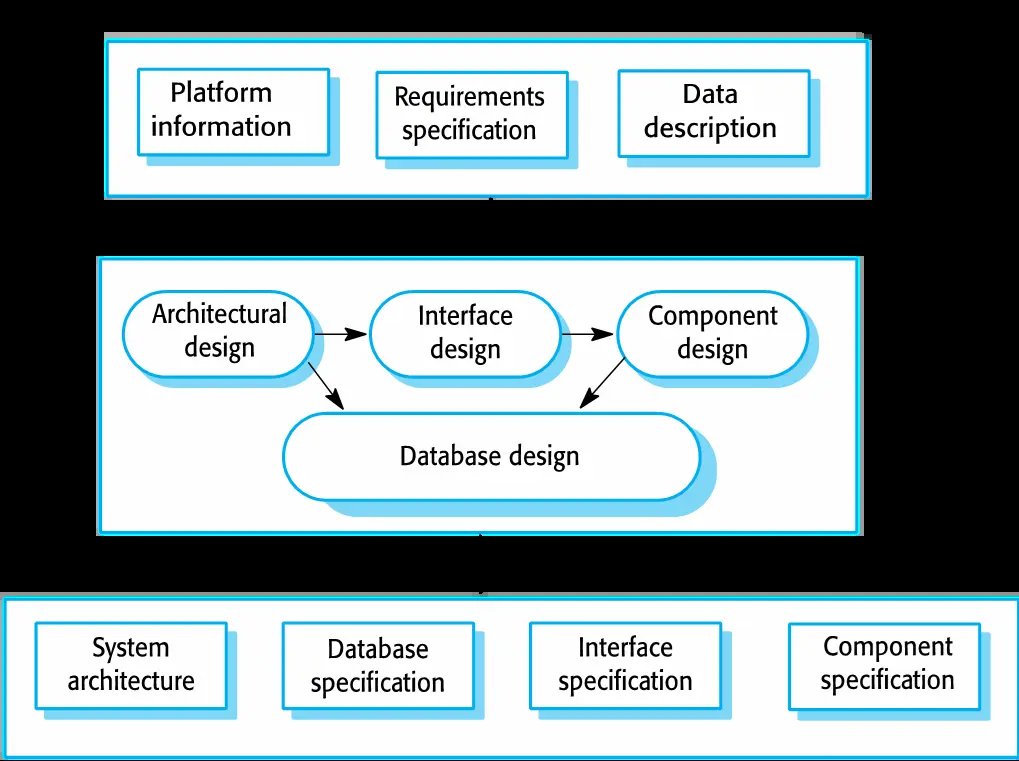 Platform
information
Requirements
specification
Data
description
Architectural
design
Interface
design
Component
design
Database design
System
architecture
Database
specification
Interface
specification
Component
specification